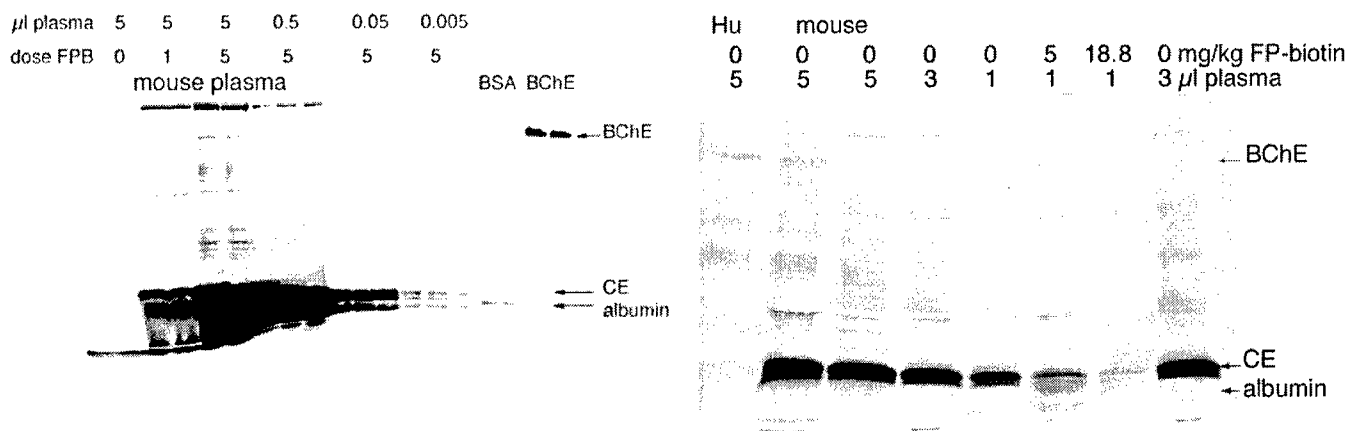 µl plasma 5 5 5 0.5 0.05 0.005
dose FPB 0 1 5 5 5 5
mouse plasma BSA BChE
BChE
CE
albumin
Hu mouse
0 0 0 0 0 5 18.8 0 mg/kg FP-biotin
5 5 5 3 1 1 1 3 µl plasma
BChE
CE
albumin